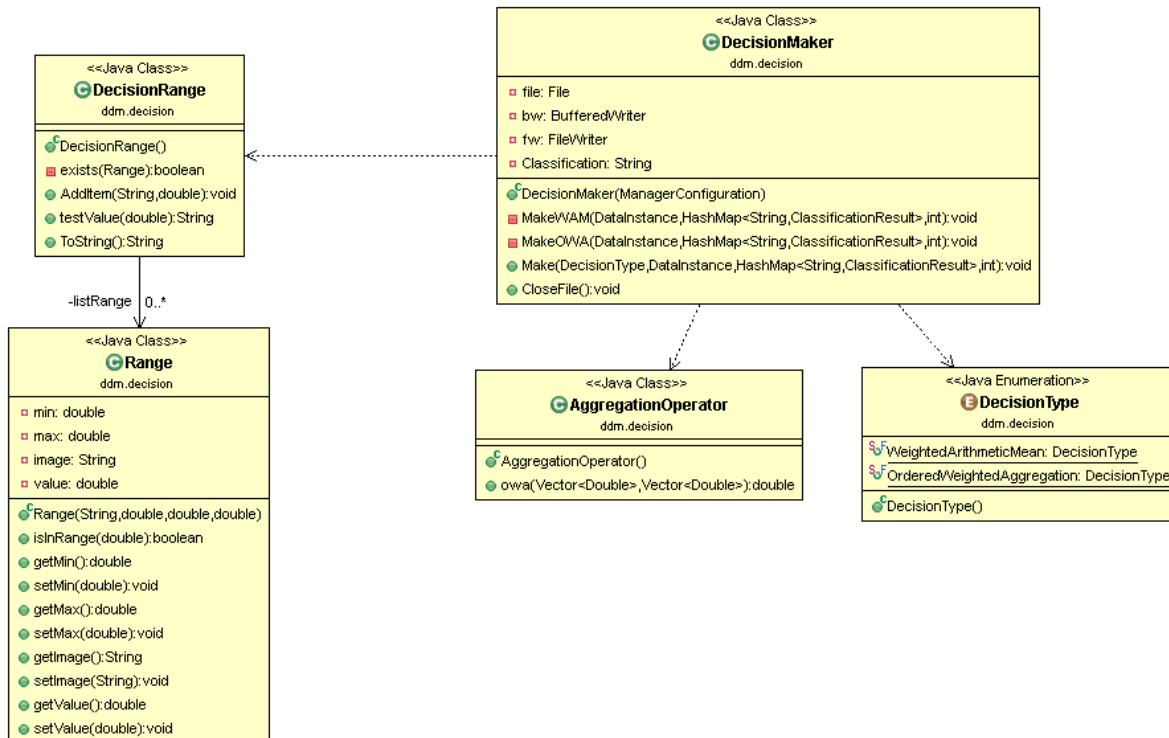 <<Java Class>>
DecisionRange
ddm.decision
DecisionRange()
exists(Range):boolean
AddItem(String,double):void
testValue(double):String
ToString():String
<<Java Class>>
DecisionMaker
ddm.decision
file: File
bw: BufferedWriter
fw: FileWriter
Classification: String
DecisionMaker(ManagerConfiguration)
MakeWAM(DataInstance,HashMap<String,ClassificationResult>,int):void
MakeOWA(DataInstance,HashMap<String,ClassificationResult>,int):void
Make(DecisionType,DataInstance,HashMap<String,ClassificationResult>,int):void
CloseFile():void
-listRange 0..*
<<Java Class>>
Range
ddm.decision
min: double
max: double
image: String
value: double
Range(String,double,double,double)
isInRange(double):boolean
getMin():double
setMin(double):void
getMax():double
setMax(double):void
getImage():String
setImage(String):void
getValue():double
setValue(double):void
<<Java Class>>
AggregationOperator
ddm.decision
AggregationOperator()
owa(Vector<Double>,Vector<Double>):double
<<Java Enumeration>>
DecisionType
ddm.decision
WeightedArithmeticMean: DecisionType
OrderedWeightedAggregation: DecisionType
DecisionType()